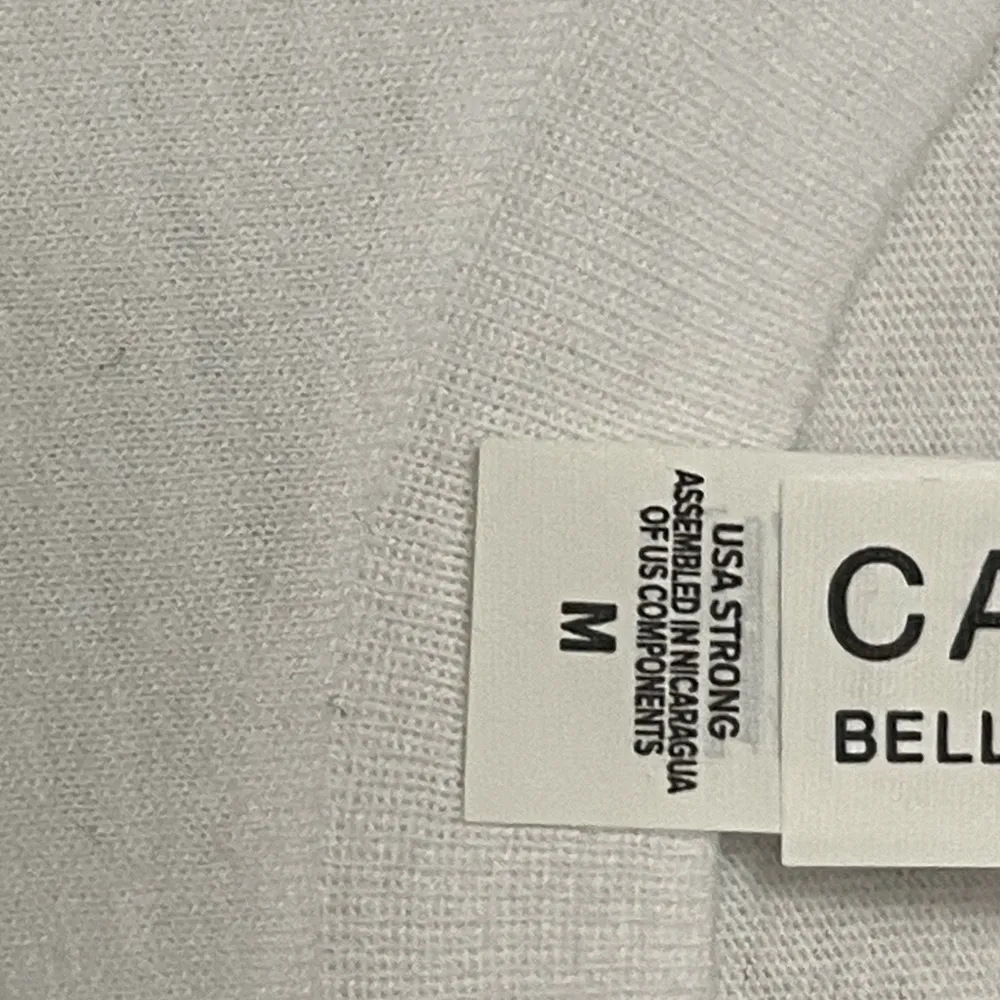 USA STRONG
ASSEMBLED IN NICARAGUA
OF US COMPONENTS
M
CA
BELL